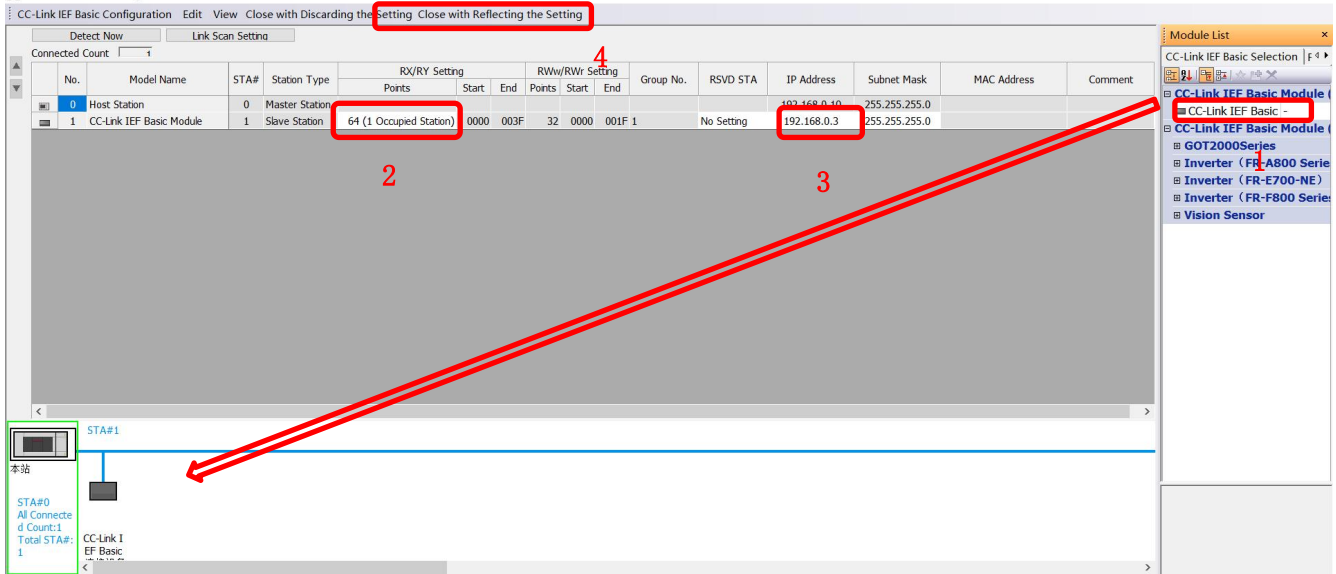 CC-Link IEF Basic Configuration Edit View Close with Discarding the Setting Close with Reflecting the Setting
Detect Now Link Scan Setting
Connected Count 1
No. Model Name STA# Station Type RX/RY Setting RWw/RWr Setting Group No. RSVD STA IP Address Subnet Mask MAC Address Comment
Points Start End Points Start End
0 Host Station 0 Master Station 192.168.0.10 255.255.255.0
1 CC-Link IEF Basic Module 1 Slave Station 64 (1 Occupied Station) 0000 003F 32 0000 001F 1 No Setting 192.168.0.3 255.255.255.0
4
2
3
Module List ×
CC-Link IEF Basic Selection
CC-Link IEF Basic Module (
CC-Link IEF Basic -
CC-Link IEF Basic Module (
GOT2000Series
Inverter（FR-A800 Serie
Inverter（FR-E700-NE）
Inverter（FR-F800 Serie
Vision Sensor
1
STA#1
本站
STA#0
All Connecte
d Count:1
Total STA#:
1
CC-Link I
EF Basic